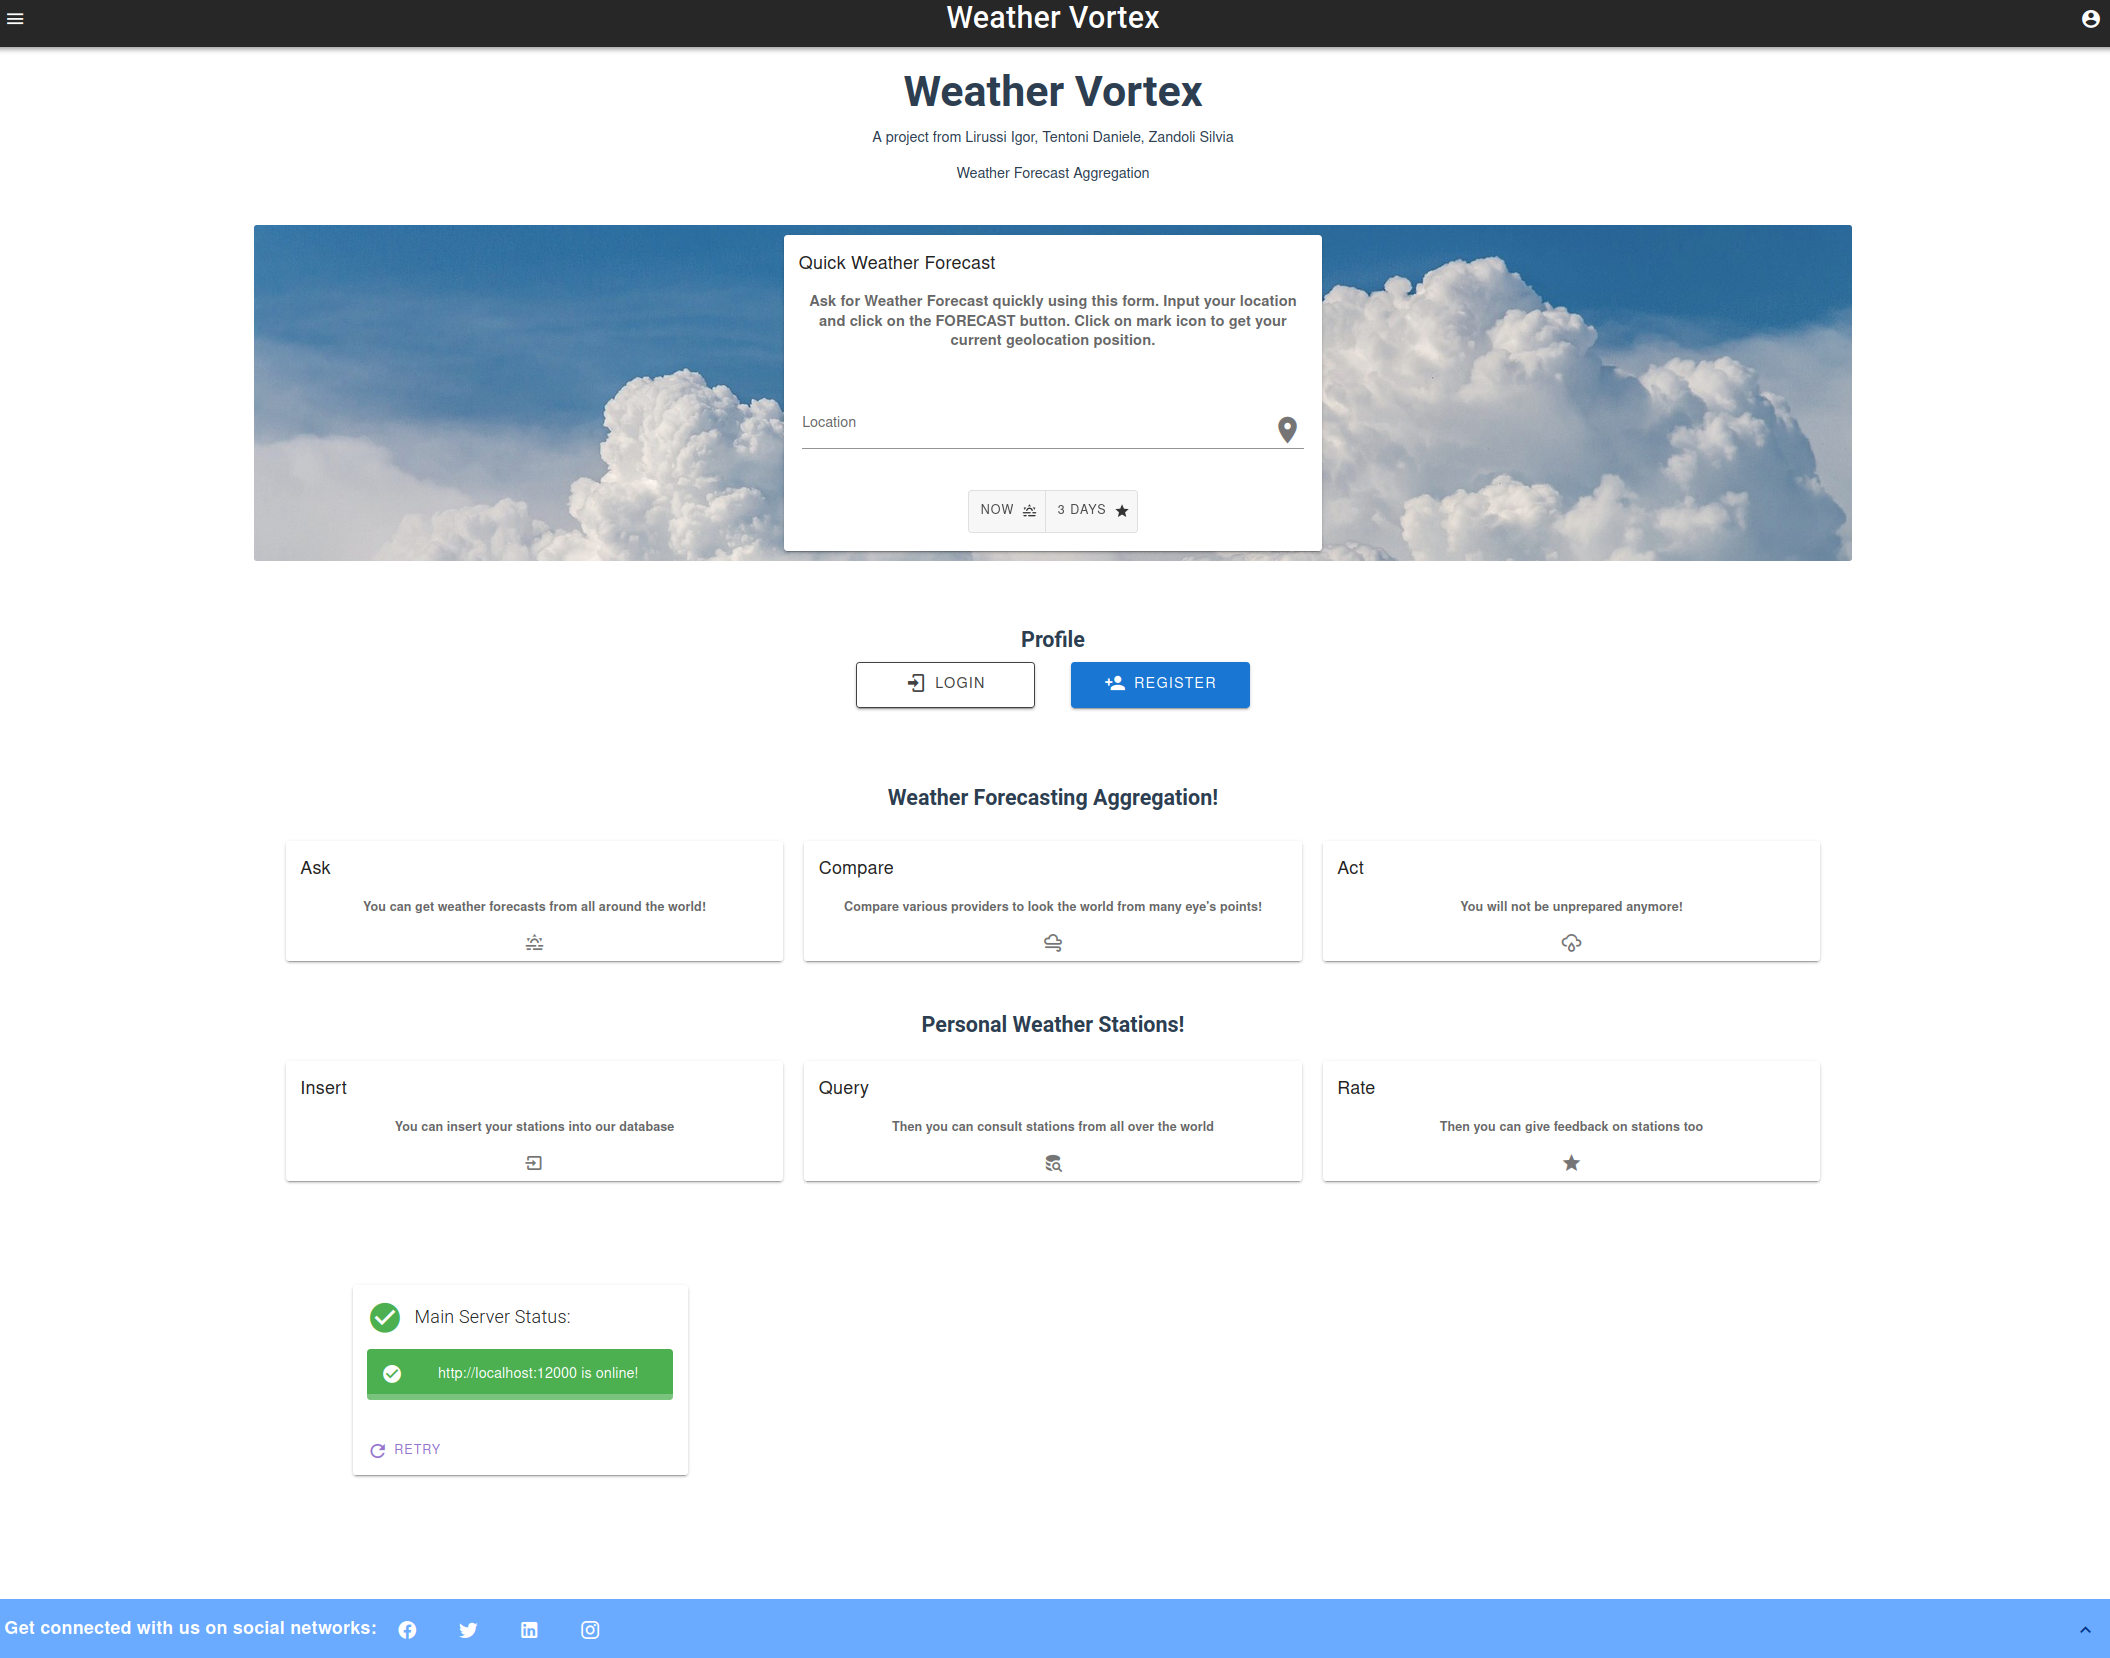 Weather Vortex
Weather Vortex
A project from Lirussi Igor, Tentoni Daniele, Zandoli Silvia
Weather Forecast Aggregation
Quick Weather Forecast
Ask for Weather Forecast quickly using this form. Input your location
and click on the FORECAST button. Click on mark icon to get your
current geolocation position.
Location
NOW 3 DAYS
Profile
LOGIN REGISTER
Weather Forecasting Aggregation!
Ask
You can get weather forecasts from all around the world!
Compare
Compare various providers to look the world from many eye's points!
Act
You will not be unprepared anymore!
Personal Weather Stations!
Insert
You can insert your stations into our database
Query
Then you can consult stations from all over the world
Rate
Then you can give feedback on stations too
Main Server Status:
http://localhost:12000 is online!
RETRY
Get connected with us on social networks: